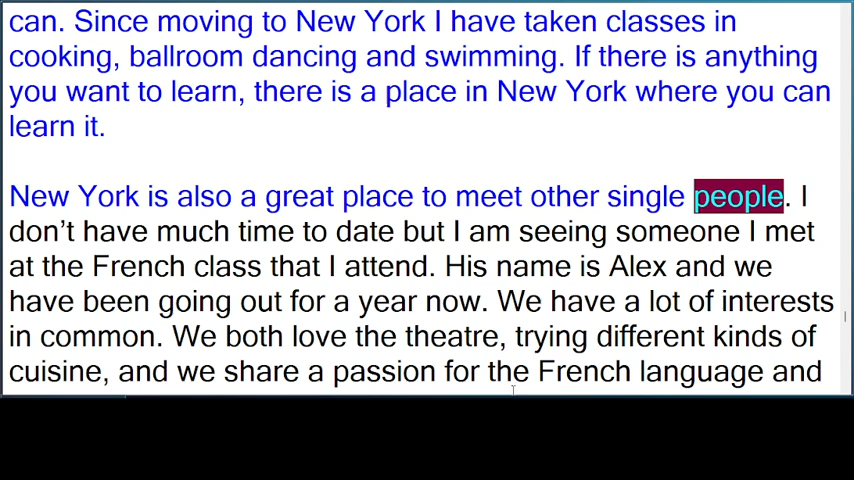 can. Since moving to New York I have taken classes in
cooking, ballroom dancing and swimming. If there is anything
you want to learn, there is a place in New York where you can
learn it.
New York is also a great place to meet other single people. I
don’t have much time to date but I am seeing someone I met
at the French class that I attend. His name is Alex and we
have been going out for a year now. We have a lot of interests
in common. We both love the theatre, trying different kinds of
cuisine, and we share a passion for the French language and